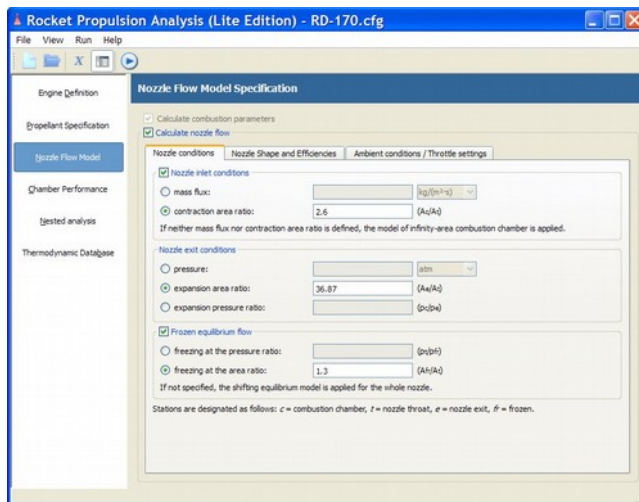 Rocket Propulsion Analysis (Lite Edition) - RD-170.cfg
File View Run Help
X
Engine Definition
Propellant Specification
Nozzle Flow Model
Chamber Performance
Nested analysis
Thermodynamic Database
Nozzle Flow Model Specification
Calculate combustion parameters
Calculate nozzle flow
Nozzle conditions Nozzle Shape and Efficiencies Ambient conditions / Throttle settings
Nozzle inlet conditions
mass flux: kg/(m²·s)
contraction area ratio: 2.6 (Ac/At)
If neither mass flux nor contraction area ratio is defined, the model of infinity-area combustion chamber is applied.
Nozzle exit conditions
pressure: atm
expansion area ratio: 36.87 (Ae/At)
expansion pressure ratio: (pc/pe)
Frozen equilibrium flow
freezing at the pressure ratio: (pc/pfr)
freezing at the area ratio: 1.3 (Afr/At)
If not specified, the shifting equilibrium model is applied for the whole nozzle.
Stations are designated as follows: c = combustion chamber, t = nozzle throat, e = nozzle exit, fr = frozen.